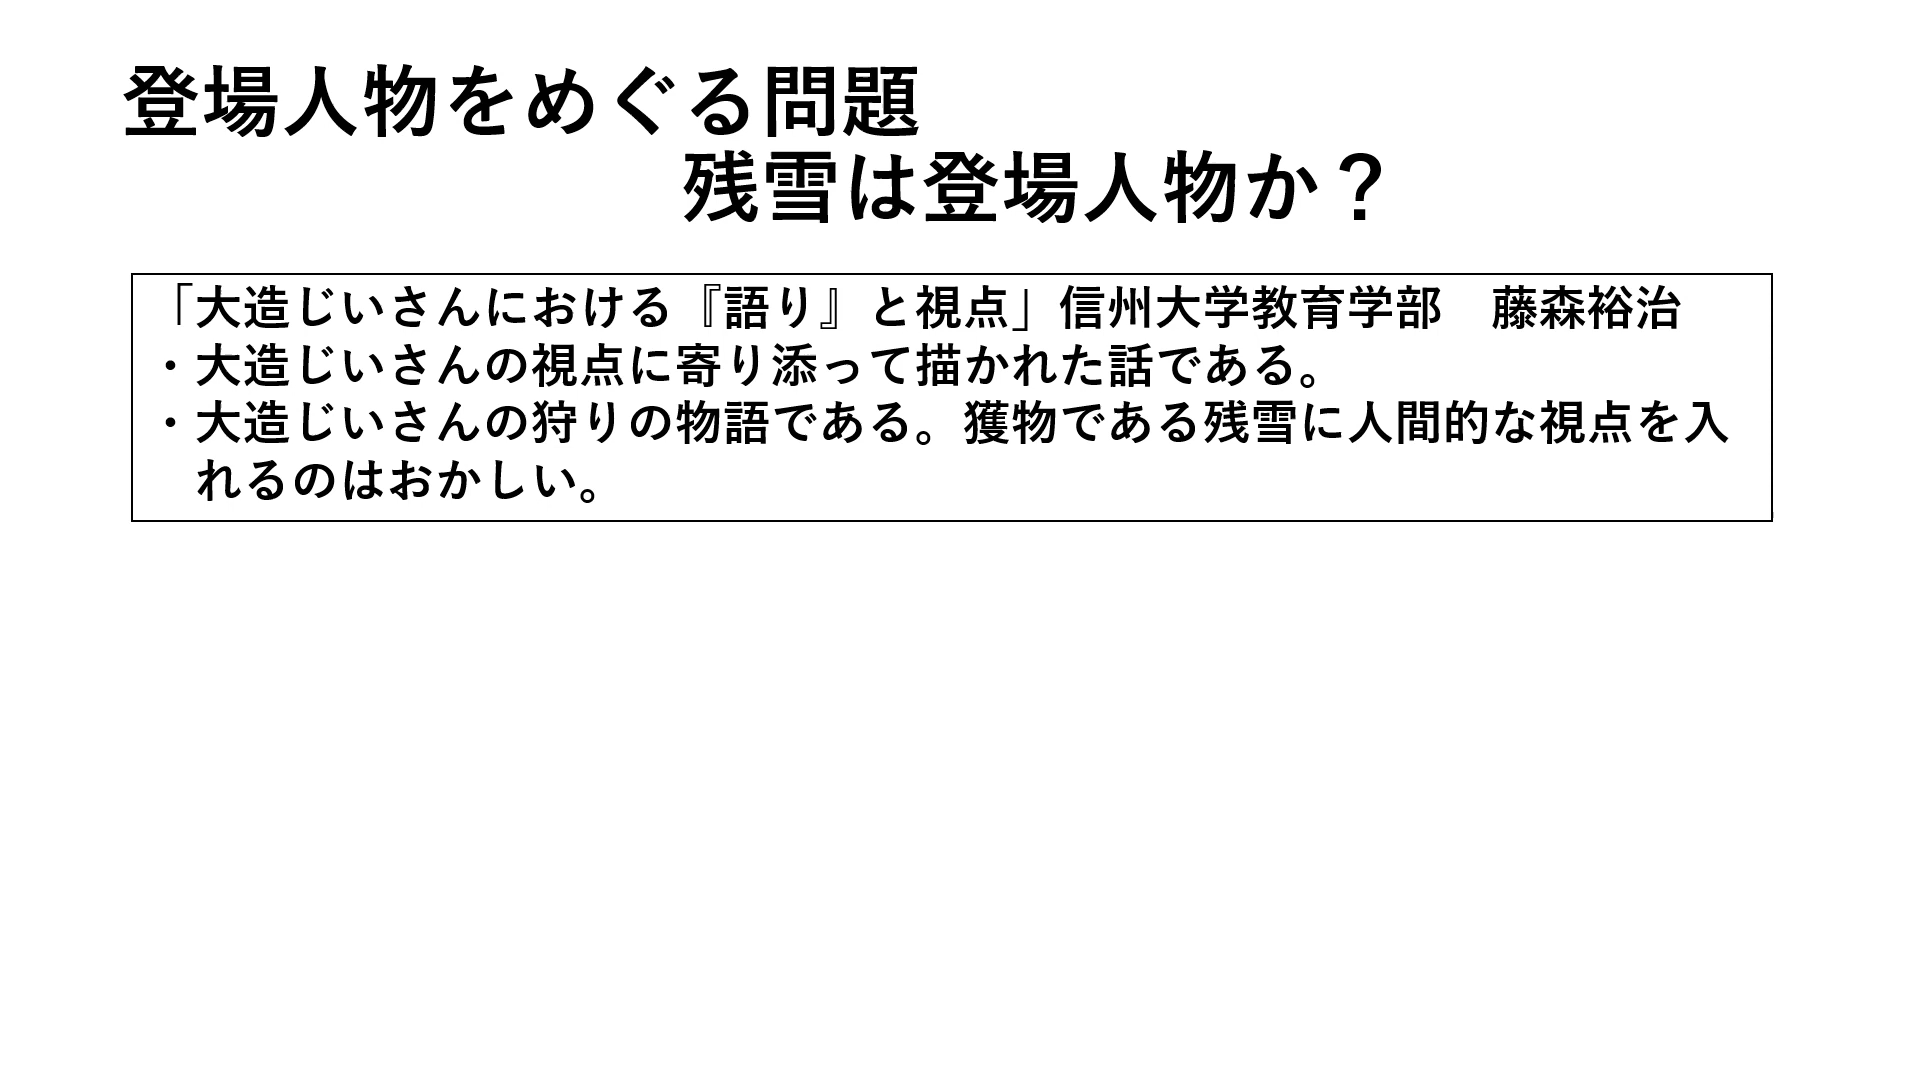 登場人物をめぐる問題
残雪は登場人物か？
「大造じいさんにおける『語り』と視点」信州大学教育学部　藤森裕治
・大造じいさんの視点に寄り添って描かれた話である。
・大造じいさんの狩りの物語である。獲物である残雪に人間的な視点を入
れるのはおかしい。